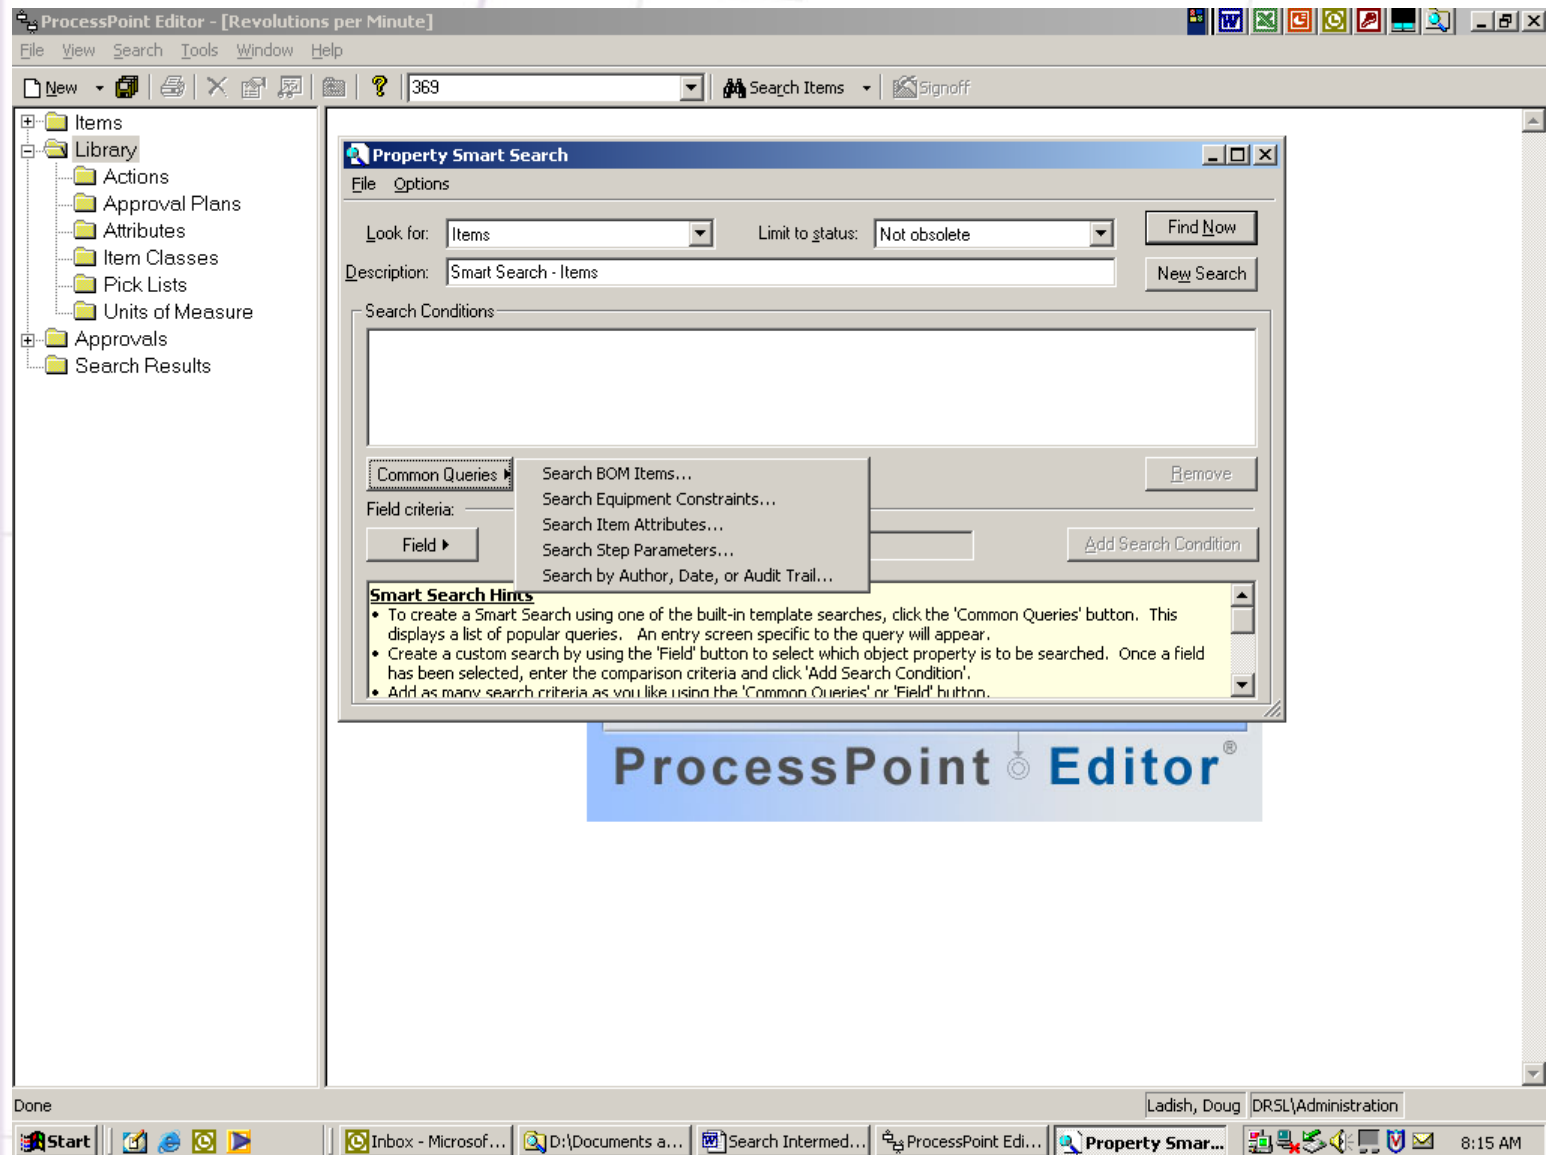 ProcessPoint Editor - [Revolutions per Minute]
File View Search Tools Window Help
New 369 Search Items Signoff
Items
Library
Actions
Approval Plans
Attributes
Item Classes
Pick Lists
Units of Measure
Approvals
Search Results
Property Smart Search
File Options
Look for: Items Limit to status: Not obsolete Find Now
Description: Smart Search - Items New Search
Search Conditions
Common Queries Remove
Search BOM Items...
Search Equipment Constraints...
Search Item Attributes...
Search Step Parameters...
Search by Author, Date, or Audit Trail...
Field criteria:
Field Add Search Condition
Smart Search Hints
• To create a Smart Search using one of the built-in template searches, click the 'Common Queries' button. This
displays a list of popular queries. An entry screen specific to the query will appear.
• Create a custom search by using the 'Field' button to select which object property is to be searched. Once a field
has been selected, enter the comparison criteria and click 'Add Search Condition'.
• Add as many search criteria as you like using the 'Common Queries' or 'Field' button.
ProcessPoint Editor®
Done Ladish, Doug DRSL\Administration
Start Inbox - Microsof... D:\Documents a... Search Intermed... ProcessPoint Edi... Property Smar... 8:15 AM